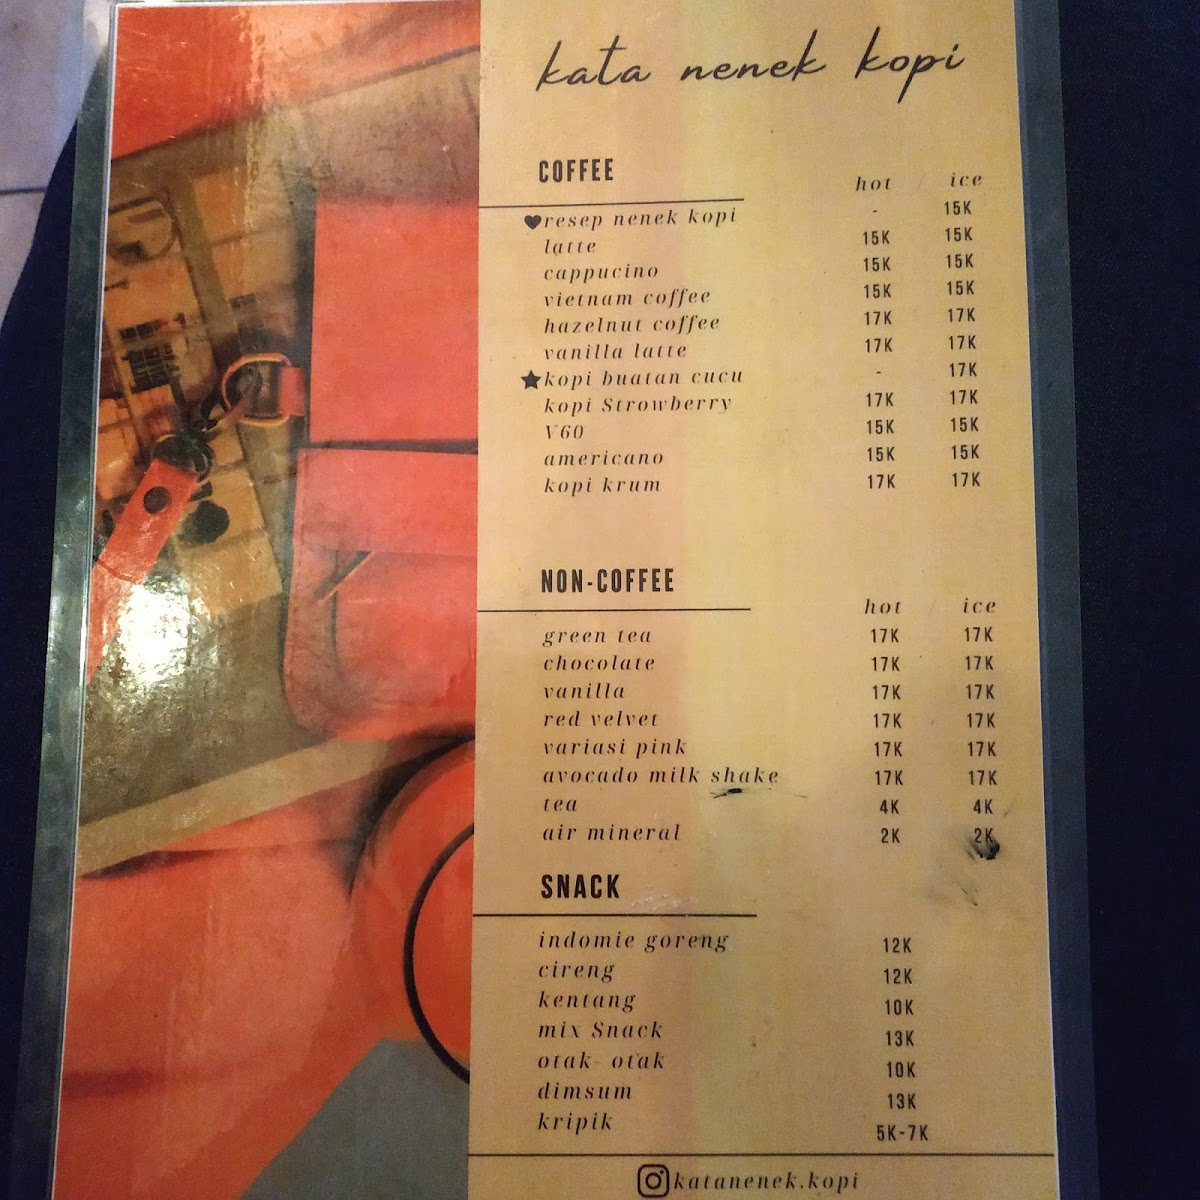 kata nenek kopi
COFFEE
hot / ice
resep nenek kopi - 15K
latte 15K 15K
cappucino 15K 15K
vietnam coffee 15K 15K
hazelnut coffee 17K 17K
vanilla latte 17K 17K
kopi buatan cucu - 17K
kopi Strowberry 17K 17K
V60 15K 15K
americano 15K 15K
kopi krum 17K 17K
NON-COFFEE
hot / ice
green tea 17K 17K
chocolate 17K 17K
vanilla 17K 17K
red velvet 17K 17K
variasi pink 17K 17K
avocado milk shake 17K 17K
tea 4K 4K
air mineral 2K 2K
SNACK
indomie goreng 12K
cireng 12K
kentang 10K
mix Snack 13K
otak- otak 10K
dimsum 13K
kripik 5K-7K
katanenek.kopi